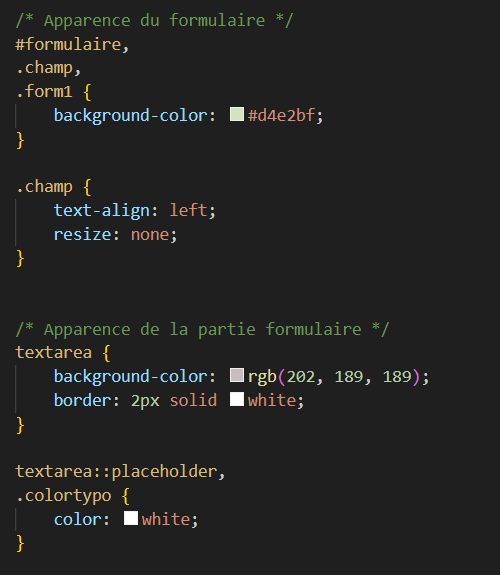 /* Apparence du formulaire */
#formulaire,
.champ,
.form1 {
    background-color: #d4e2bf;
}

.champ {
    text-align: left;
    resize: none;
}

/* Apparence de la partie formulaire */
textarea {
    background-color: rgb(202, 189, 189);
    border: 2px solid white;
}

textarea::placeholder,
.colortypo {
    color: white;
}